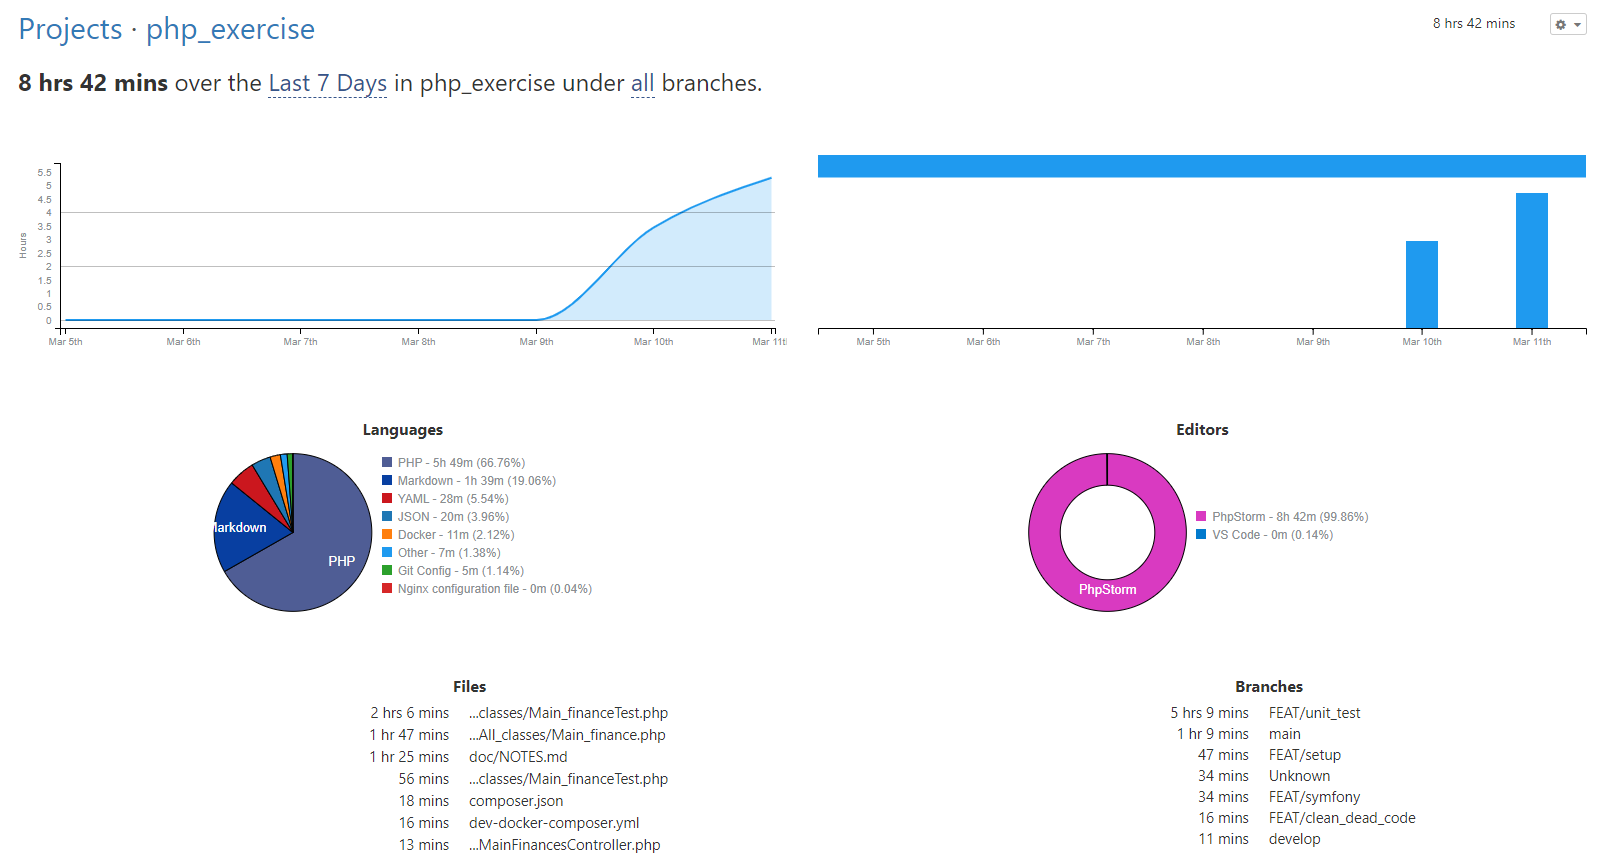 Projects · php_exercise
8 hrs 42 mins
8 hrs 42 mins over the Last 7 Days in php_exercise under all branches.
Hours
5.5
5
4.5
4
3.5
3
2.5
2
1.5
1
0.5
0
Mar 5th
Mar 6th
Mar 7th
Mar 8th
Mar 9th
Mar 10th
Mar 11t
Mar 5th
Mar 6th
Mar 7th
Mar 8th
Mar 9th
Mar 10th
Mar 11th
Languages
arkdown
PHP
PHP - 5h 49m (66.76%)
Markdown - 1h 39m (19.06%)
YAML - 28m (5.54%)
JSON - 20m (3.96%)
Docker - 11m (2.12%)
Other - 7m (1.38%)
Git Config - 5m (1.14%)
Nginx configuration file - 0m (0.04%)
Editors
PhpStorm
PhpStorm - 8h 42m (99.86%)
VS Code - 0m (0.14%)
Files
2 hrs 6 mins ...classes/Main_financeTest.php
1 hr 47 mins ...All_classes/Main_finance.php
1 hr 25 mins doc/NOTES.md
56 mins ...classes/Main_financeTest.php
18 mins composer.json
16 mins dev-docker-composer.yml
13 mins ...MainFinancesController.php
Branches
5 hrs 9 mins FEAT/unit_test
1 hr 9 mins main
47 mins FEAT/setup
34 mins Unknown
34 mins FEAT/symfony
16 mins FEAT/clean_dead_code
11 mins develop